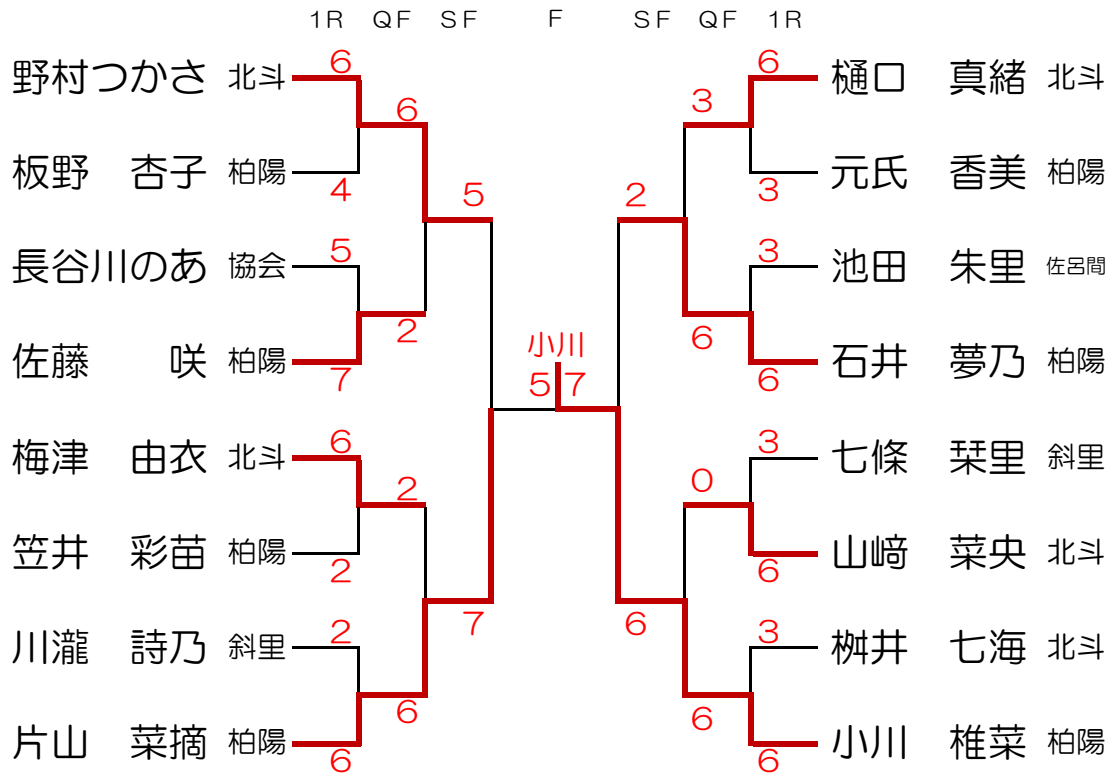 1R QF SF F SF QF 1R
野村つかさ 北斗 6 6 樋口 真緒 北斗
6 3
板野 杏子 柏陽 4 3 元氏 香美 柏陽
5 2
長谷川のあ 協会 5 3 池田 朱里 佐呂間
2 6
佐藤 咲 柏陽 7 6 石井 夢乃 柏陽
小川
5 7
梅津 由衣 北斗 6 3 七條 栞里 斜里
2 0
笠井 彩苗 柏陽 2 6 山﨑 菜央 北斗
7 6
川瀧 詩乃 斜里 2 3 桝井 七海 北斗
6 6
片山 菜摘 柏陽 6 6 小川 椎菜 柏陽